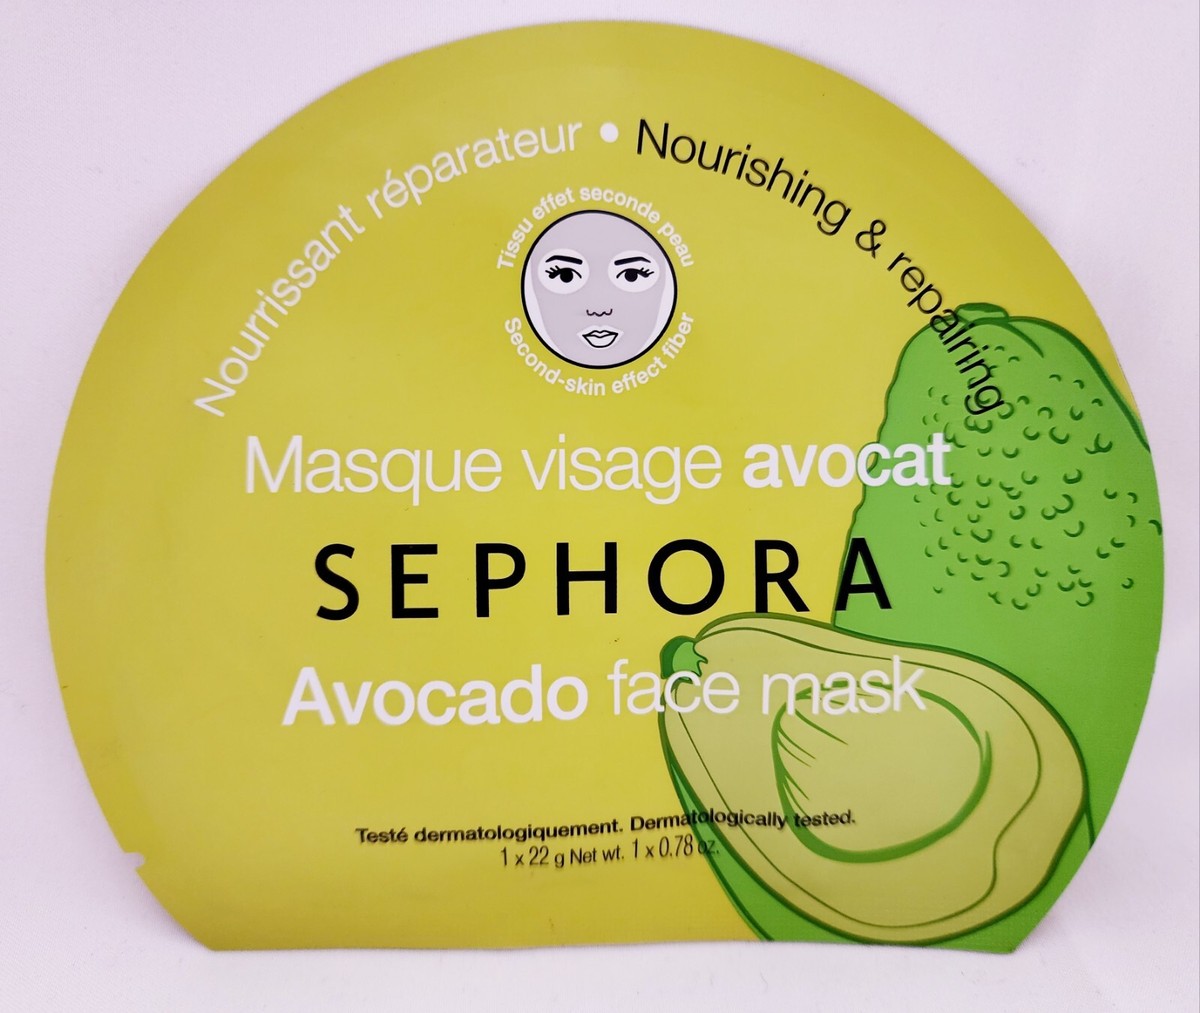 Nourissant réparateur • Nourishing & repairing
Tissu effet seconde peau
Second-skin effect fiber
Masque visage avocat
SEPHORA
Avocado face mask
Testé dermatologiquement. Dermatologically tested.
1 x 22 g Net wt. 1 x 0.78 oz.